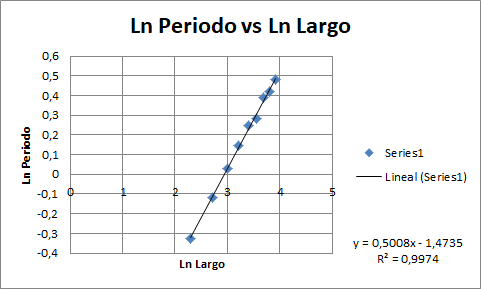 Ln Periodo vs Ln Largo
0,6
0,5
0,4
0,3
0,2
0,1
0
-0,1
-0,2
-0,3
-0,4
0 1 2 3 4 5
Ln Periodo
Ln Largo
Series1
Lineal (Series1)
y = 0,5008x - 1,4735
R² = 0,9974